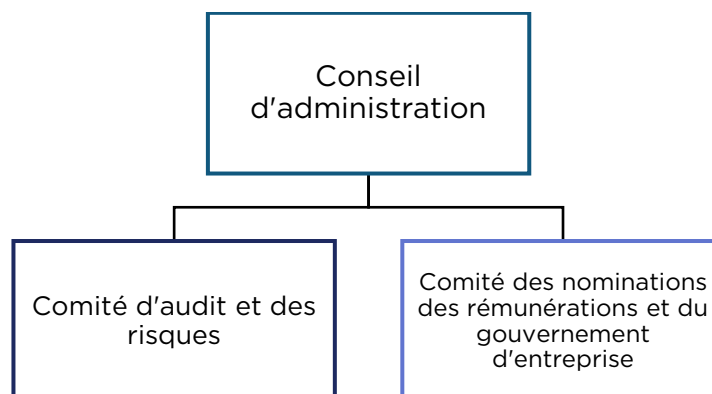 Conseil
d'administration
Comité d'audit et des
risques
Comité des nominations
des rémunérations et du
gouvernement
d'entreprise